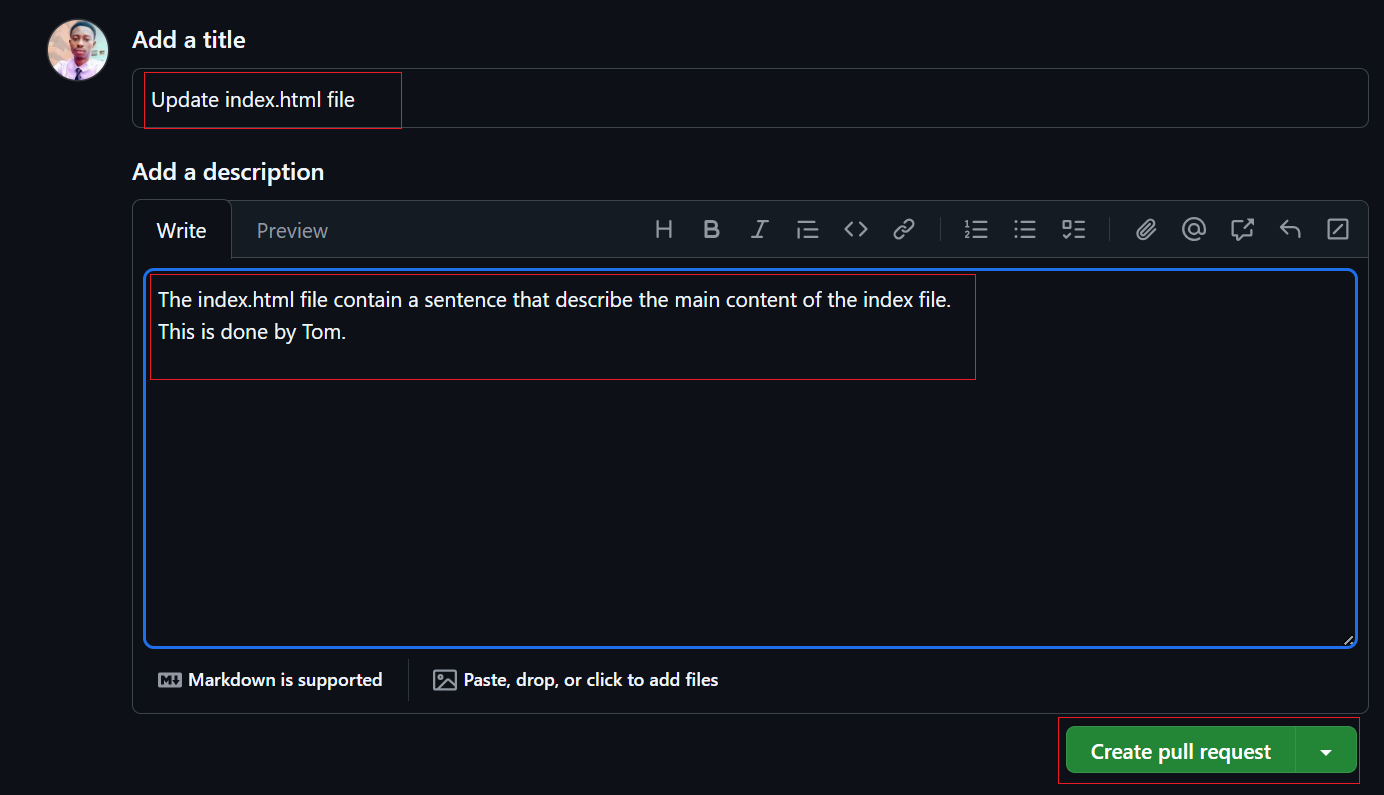 Add a title
Update index.html file
Add a description
Write
Preview
The index.html file contain a sentence that describe the main content of the index file.
This is done by Tom.
Markdown is supported
Paste, drop, or click to add files
Create pull request